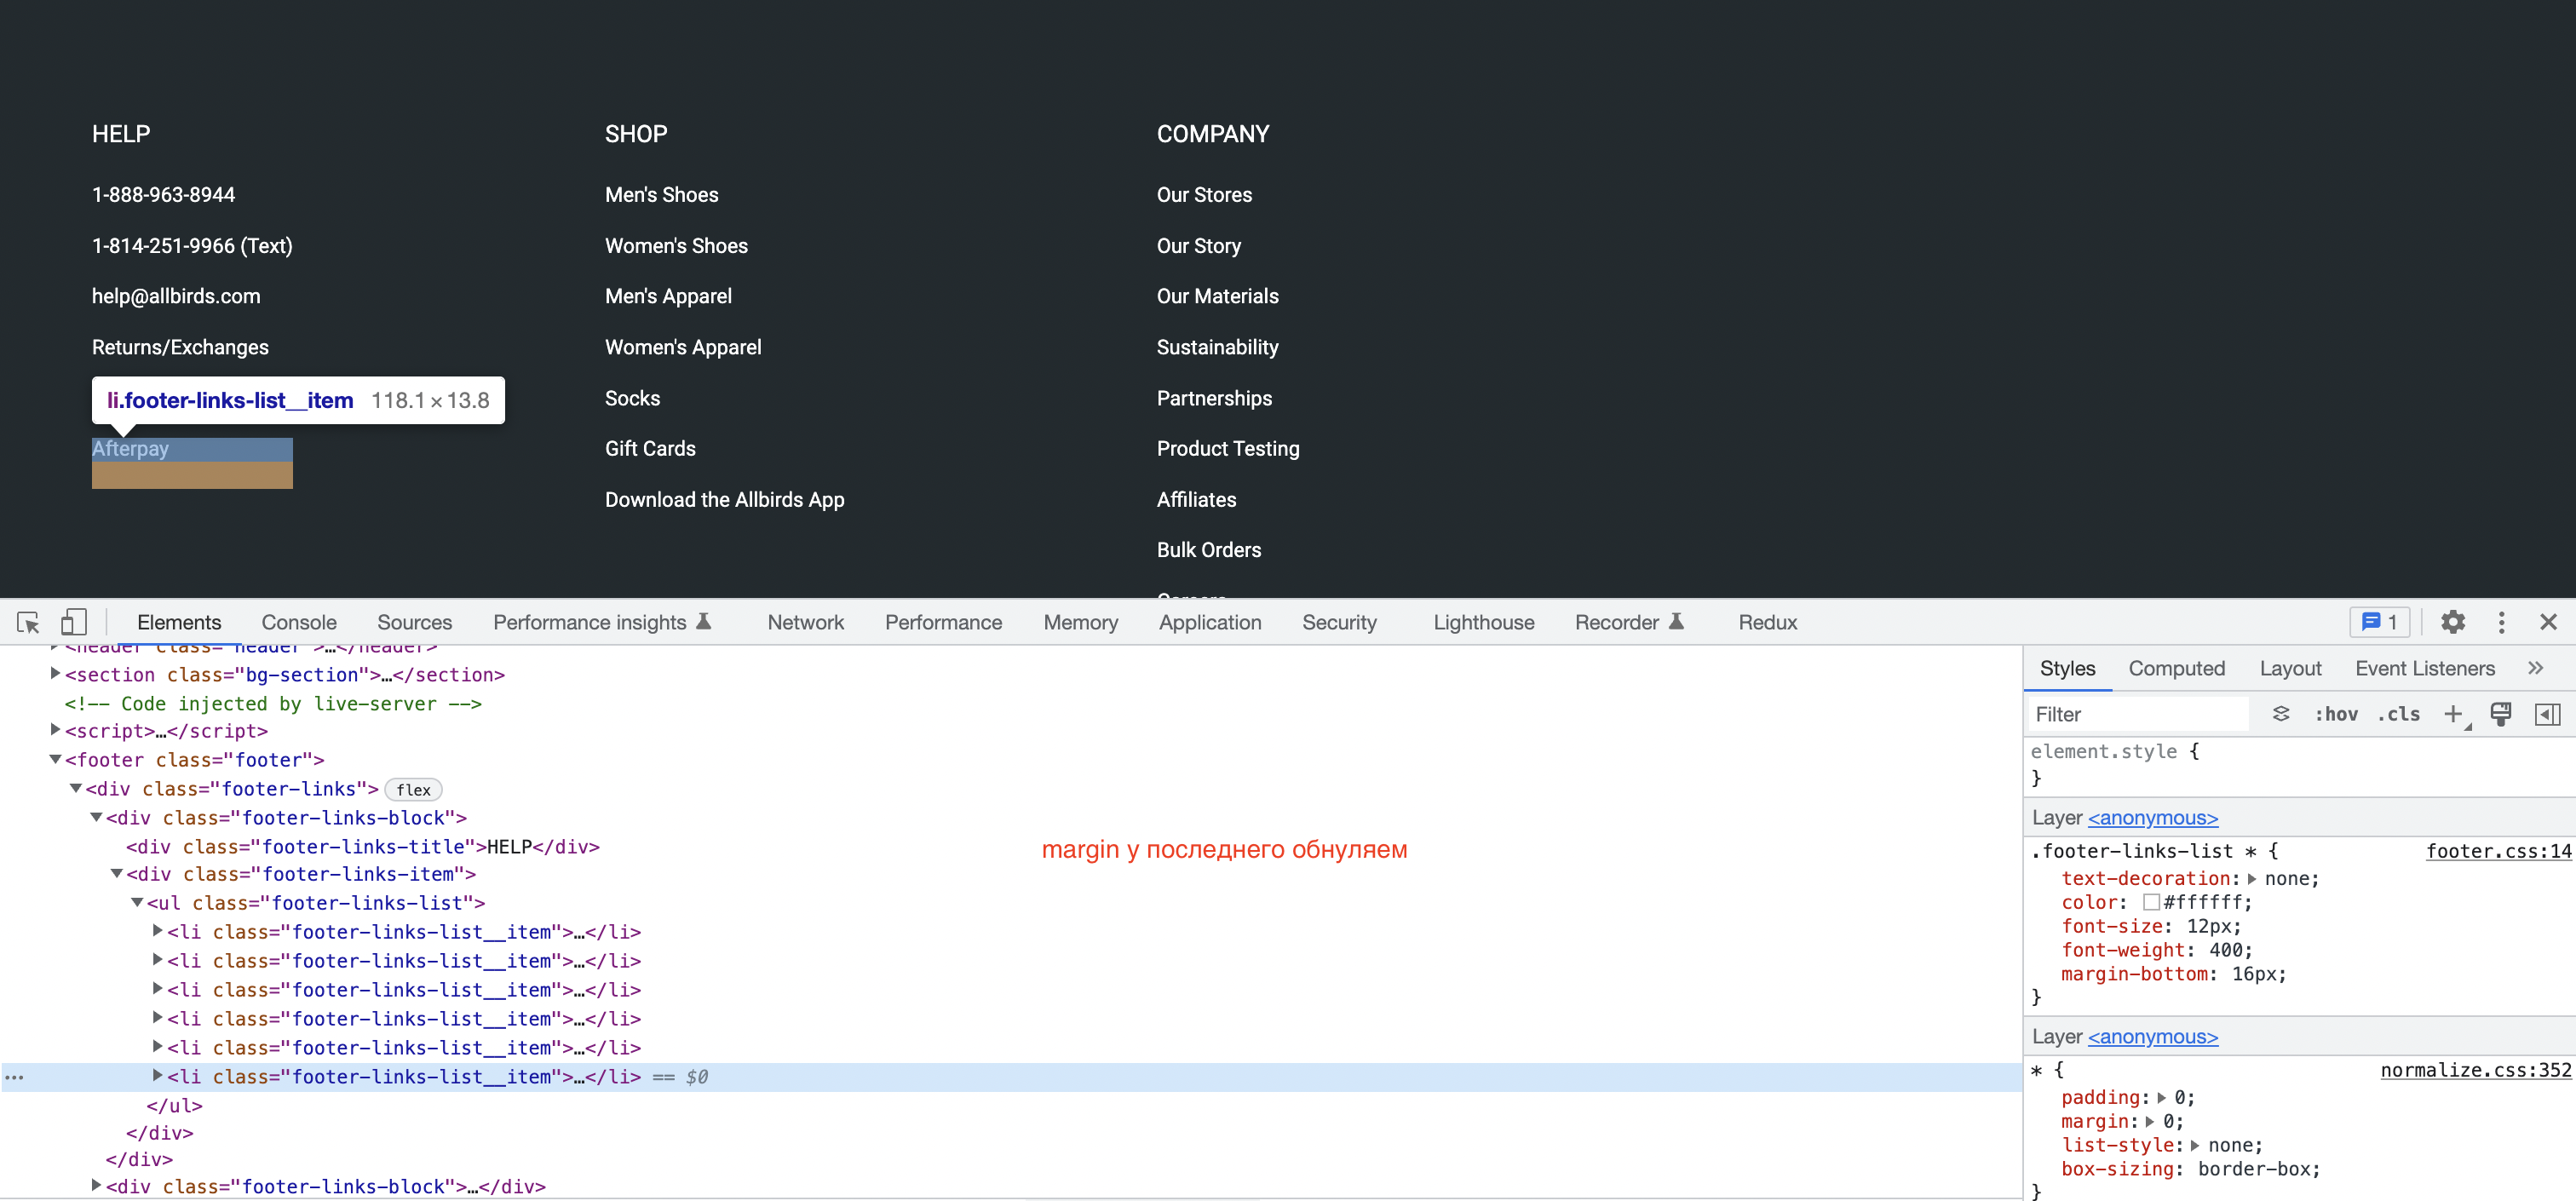 HELP
1-888-963-8944
1-814-251-9966 (Text)
help@allbirds.com
Returns/Exchanges
li.footer-links-list__item 118.1×13.8
Afterpay
SHOP
Men's Shoes
Women's Shoes
Men's Apparel
Women's Apparel
Socks
Gift Cards
Download the Allbirds App
COMPANY
Our Stores
Our Story
Our Materials
Sustainability
Partnerships
Product Testing
Affiliates
Bulk Orders
Careers
Elements Console Sources Performance insights Network Performance Memory Application Security Lighthouse Recorder Redux 1
<header class="header">…</header>
<section class="bg-section">…</section>
<!-- Code injected by live-server -->
<script>…</script>
<footer class="footer">
<div class="footer-links"> flex
<div class="footer-links-block">
<div class="footer-links-title">HELP</div>
<div class="footer-links-item">
<ul class="footer-links-list">
<li class="footer-links-list__item">…</li>
<li class="footer-links-list__item">…</li>
<li class="footer-links-list__item">…</li>
<li class="footer-links-list__item">…</li>
<li class="footer-links-list__item">…</li>
<li class="footer-links-list__item">…</li> == $0
</ul>
</div>
</div>
<div class="footer-links-block">…</div>
margin у последнего обнуляем
Styles Computed Layout Event Listeners »
Filter :hov .cls +
element.style {
}
Layer <anonymous>
.footer-links-list * { footer.css:14
text-decoration: none;
color: #ffffff;
font-size: 12px;
font-weight: 400;
margin-bottom: 16px;
}
Layer <anonymous>
* { normalize.css:352
padding: 0;
margin: 0;
list-style: none;
box-sizing: border-box;
}